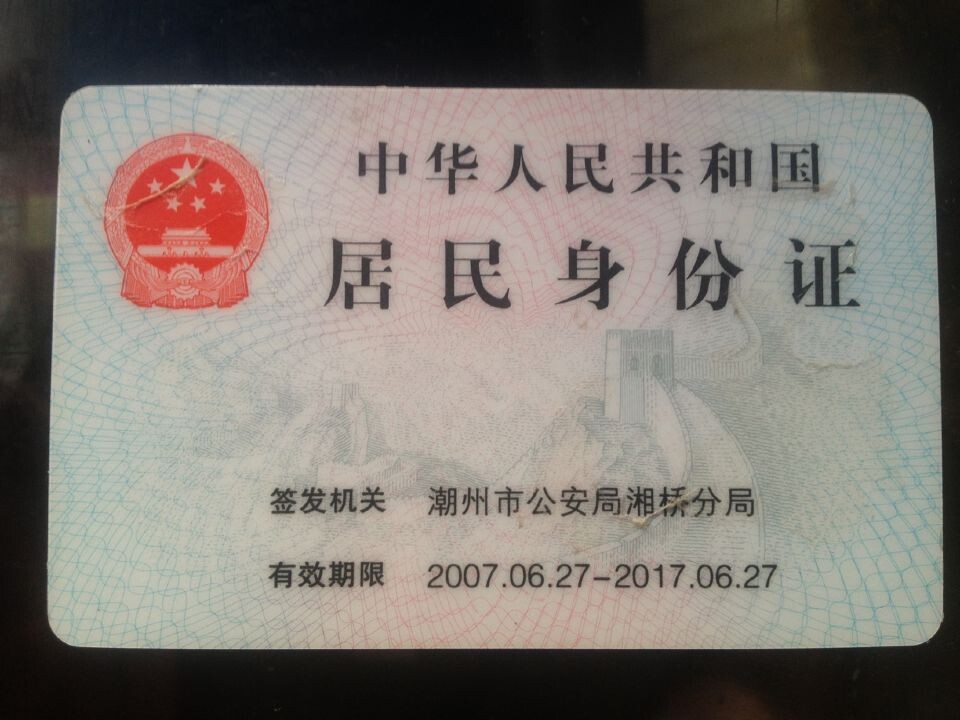 中华人民共和国
居民身份证
签发机关 潮州市公安局湘桥分局
有效期限 2007.06.27-2017.06.27